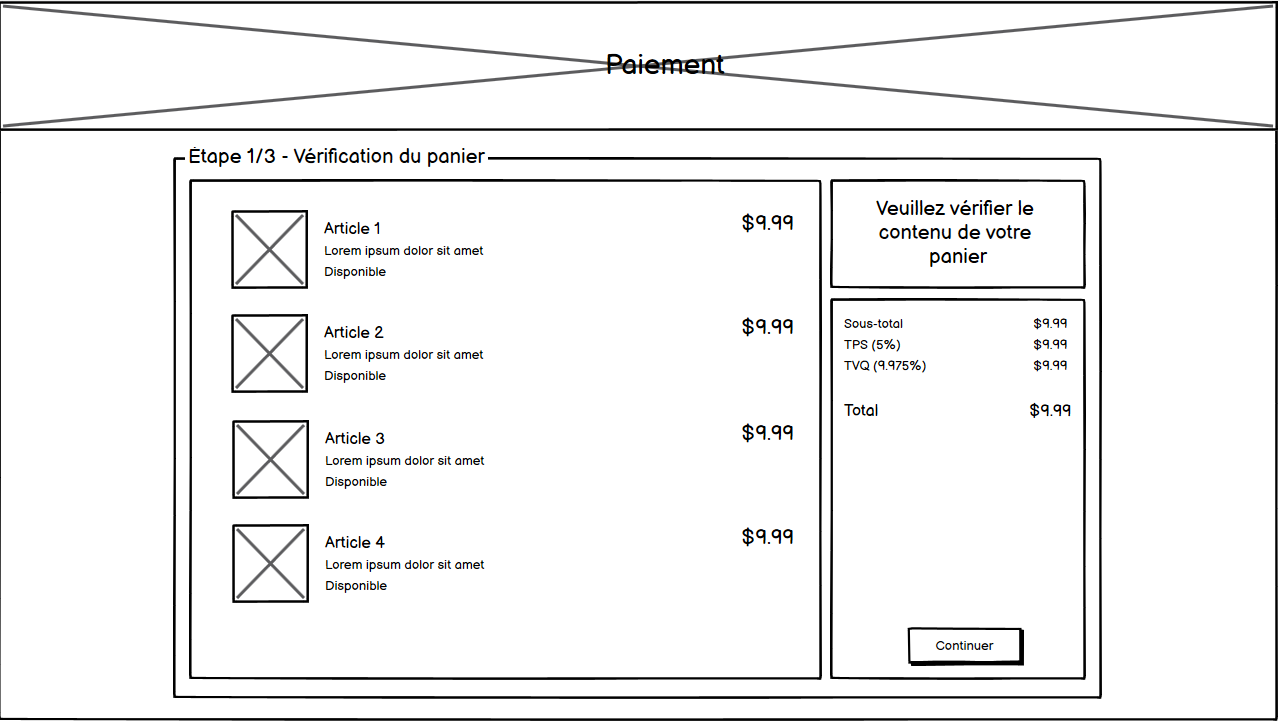 Paiement
Étape 1/3 - Vérification du panier
Article 1
Lorem ipsum dolor sit amet
Disponible
$9.99
Article 2
Lorem ipsum dolor sit amet
Disponible
$9.99
Article 3
Lorem ipsum dolor sit amet
Disponible
$9.99
Article 4
Lorem ipsum dolor sit amet
Disponible
$9.99
Veuillez vérifier le
contenu de votre
panier
Sous-total $9.99
TPS (5%) $9.99
TVQ (9.975%) $9.99
Total $9.99
Continuer